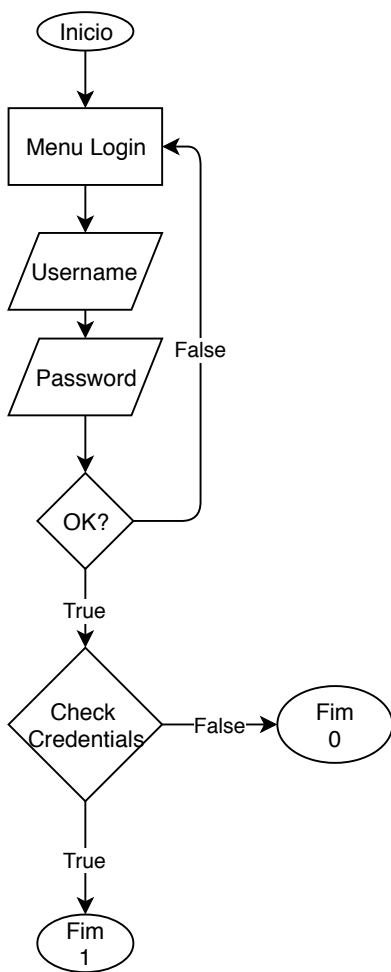 Inicio
Menu Login
Username
Password
False
OK?
True
Check
Credentials
False
Fim
0
True
Fim
1